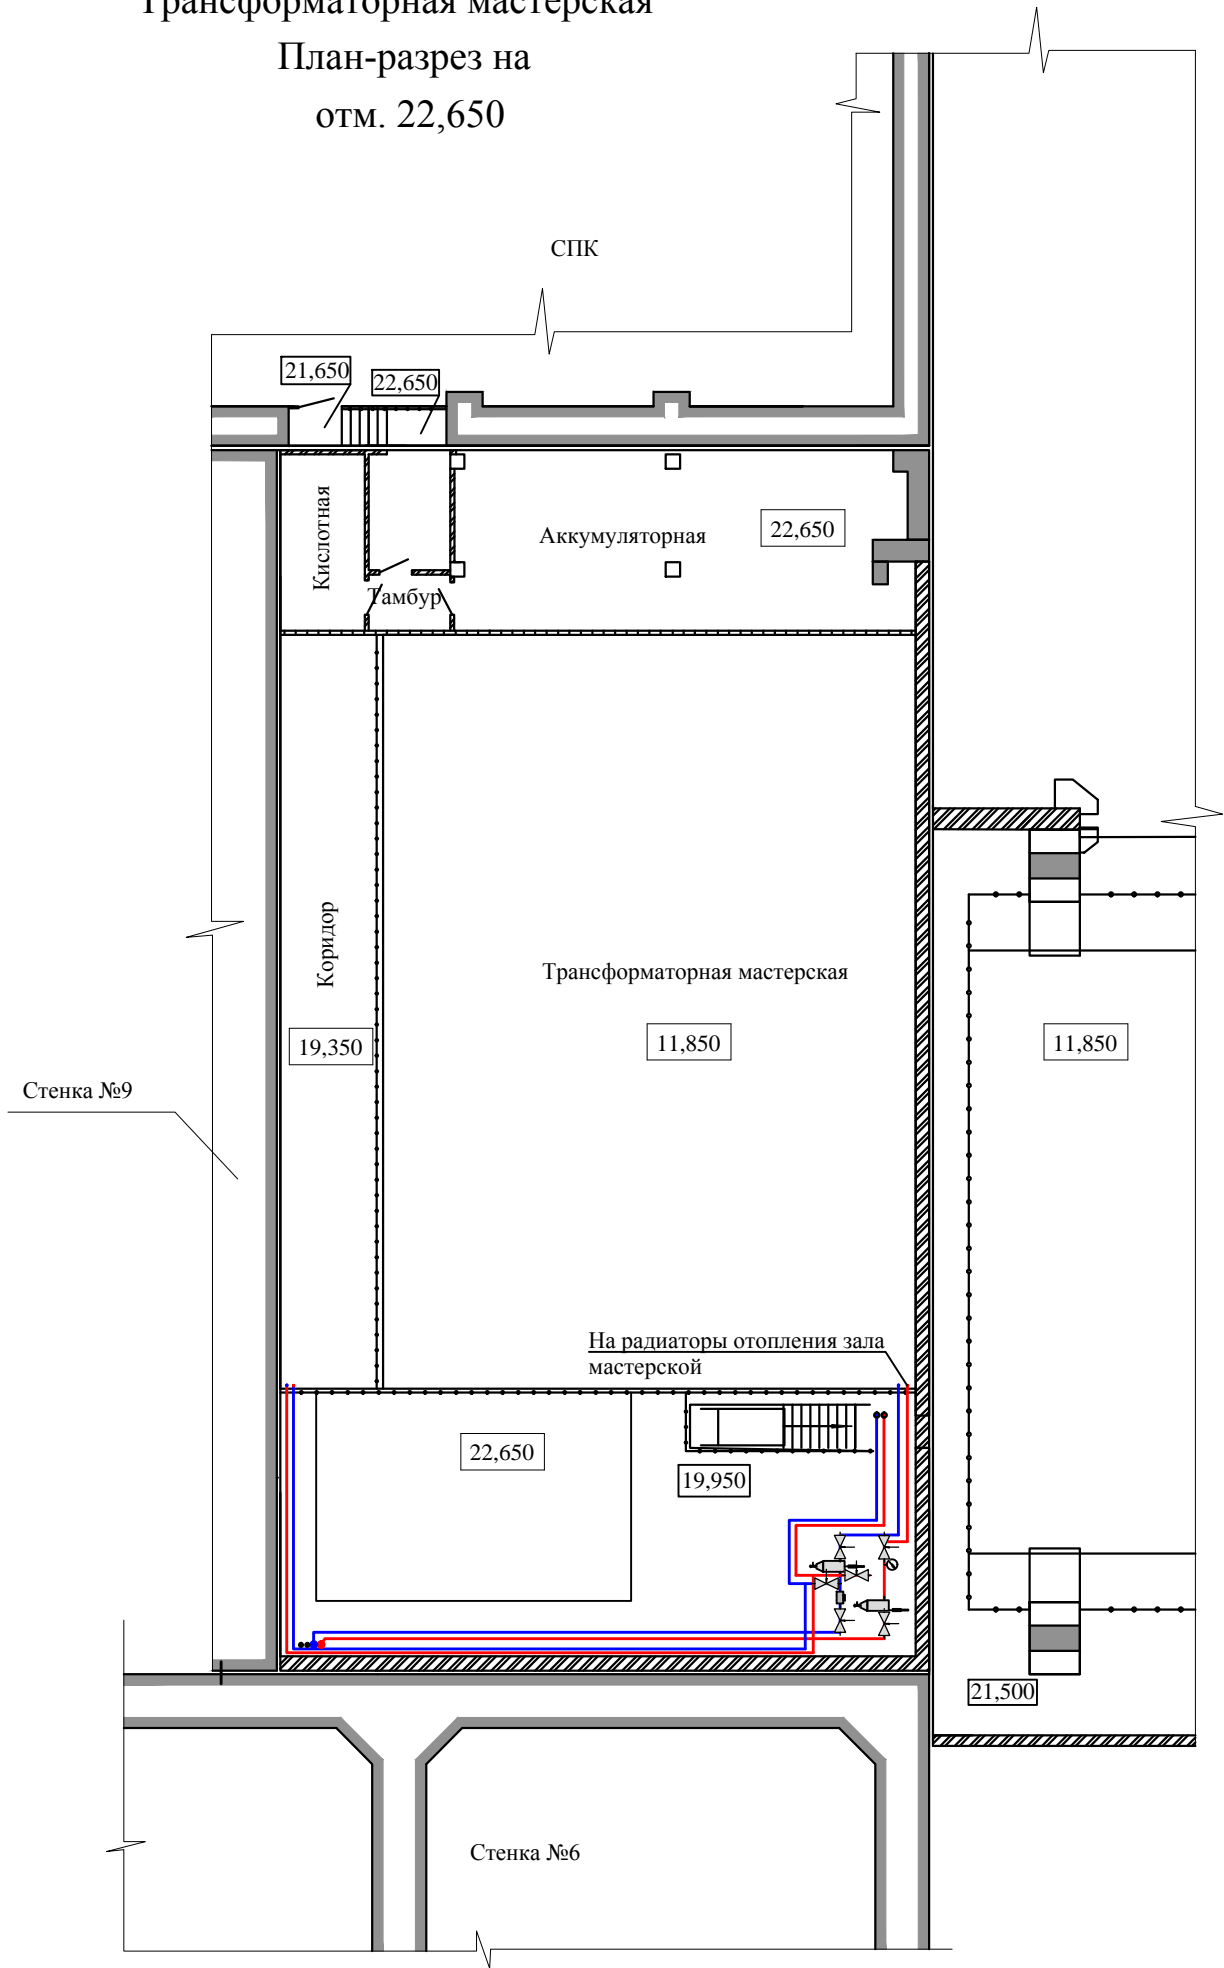 Трансформаторная мастерская
План-разрез на
отм. 22,650
СПК
21,650
22,650
Кислотная
Аккумуляторная
22,650
Тамбур
Коридор
Трансформаторная мастерская
19,350
11,850
11,850
Стенка №9
На радиаторы отопления зала
мастерской
22,650
19,950
21,500
Стенка №6